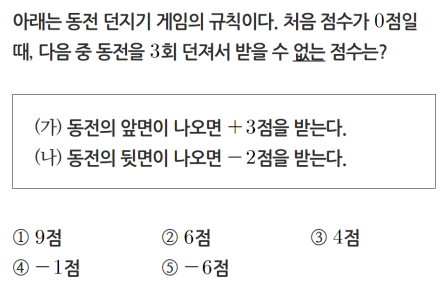 아래는 동전 던지기 게임의 규칙이다. 처음 점수가 0점일
때, 다음 중 동전을 3회 던져서 받을 수 없는 점수는?
(가) 동전의 앞면이 나오면 +3점을 받는다.
(나) 동전의 뒷면이 나오면 -2점을 받는다.
① 9점 ② 6점 ③ 4점
④ -1점 ⑤ -6점